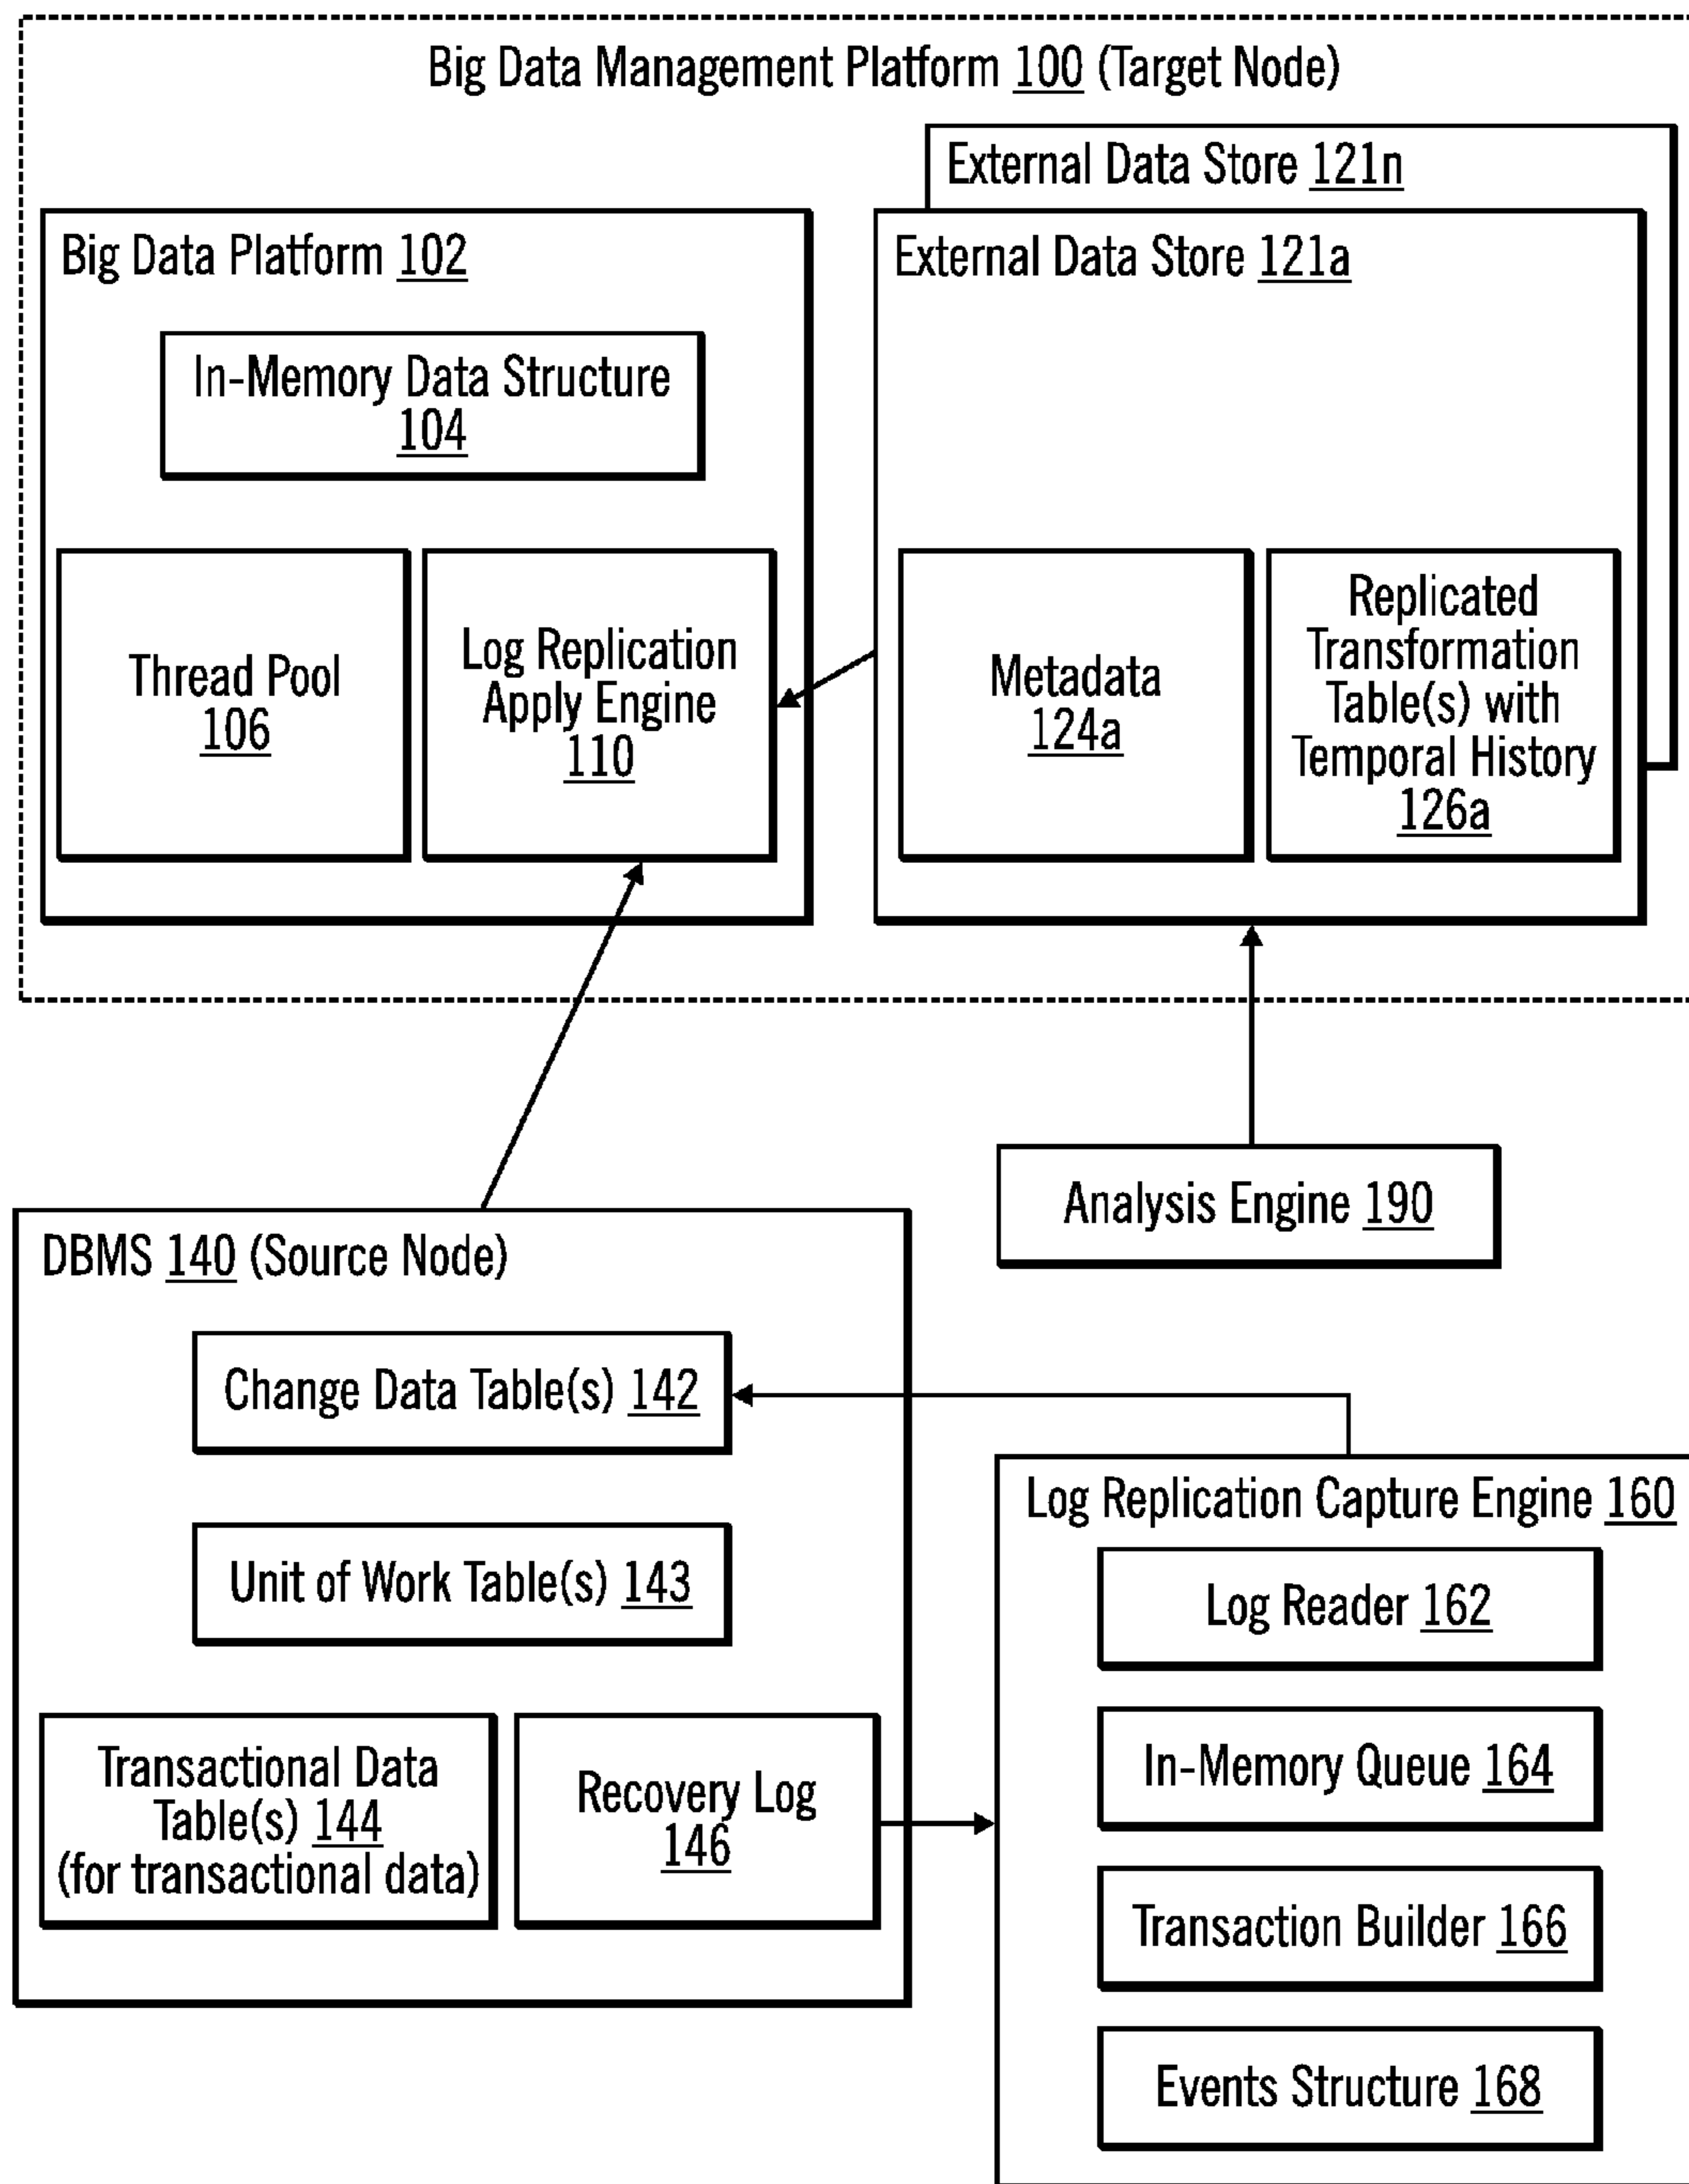 Big Data Management Platform 100 (Target Node)
External Data Store 121n
Big Data Platform 102
External Data Store 121a
In-Memory Data Structure
104
Thread Pool
106
Log Replication
Apply Engine
110
Metadata
124a
Replicated
Transformation
Table(s) with
Temporal History
126a
Analysis Engine 190
DBMS 140 (Source Node)
Change Data Table(s) 142
Unit of Work Table(s) 143
Transactional Data
Table(s) 144
(for transactional data)
Recovery Log
146
Log Replication Capture Engine 160
Log Reader 162
In-Memory Queue 164
Transaction Builder 166
Events Structure 168